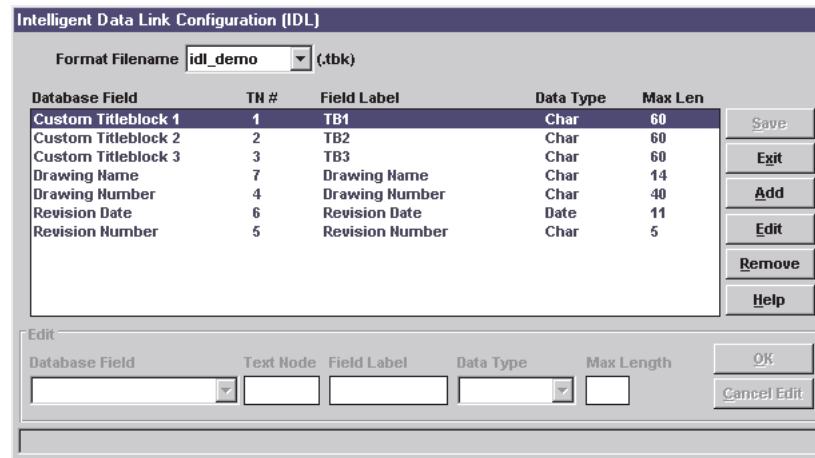 Intelligent Data Link Configuration (IDL)
Format Filename idl_demo (.tbk)
Database Field TN # Field Label Data Type Max Len
Custom Titleblock 1 1 TB1 Char 60
Custom Titleblock 2 2 TB2 Char 60
Custom Titleblock 3 3 TB3 Char 60
Drawing Name 7 Drawing Name Char 14
Drawing Number 4 Drawing Number Char 40
Revision Date 6 Revision Date Date 11
Revision Number 5 Revision Number Char 5
Save
Exit
Add
Edit
Remove
Help
Edit
Database Field Text Node Field Label Data Type Max Length
OK
Cancel Edit